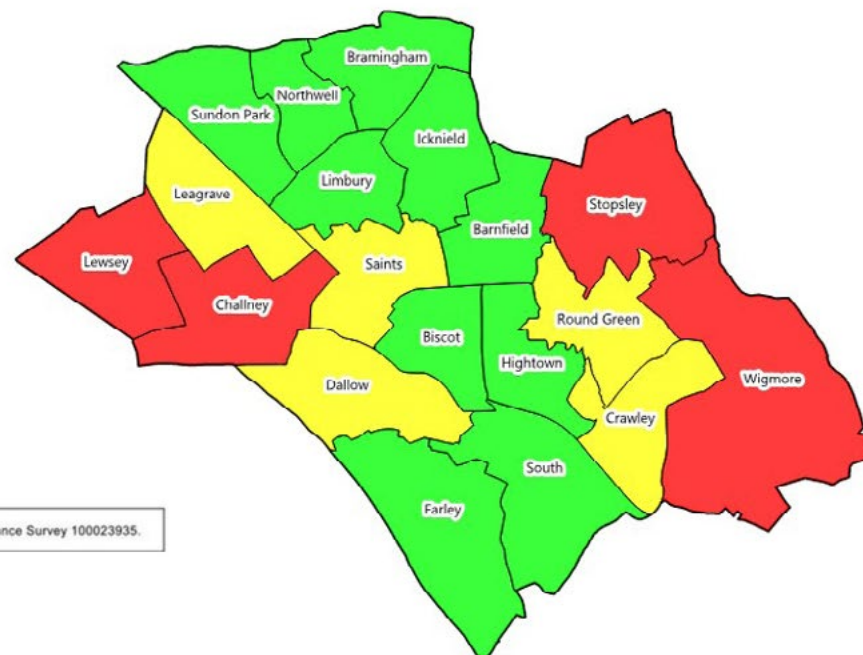 Bramingham
Northwell
Sundon Park
Icknield
Limbury
Leagrave
Stopsley
Barnfield
Lewsey
Saints
Challney
Round Green
Biscot
Hightown
Wigmore
Dallow
Crawley
South
Farley
nce Survey 100023935.